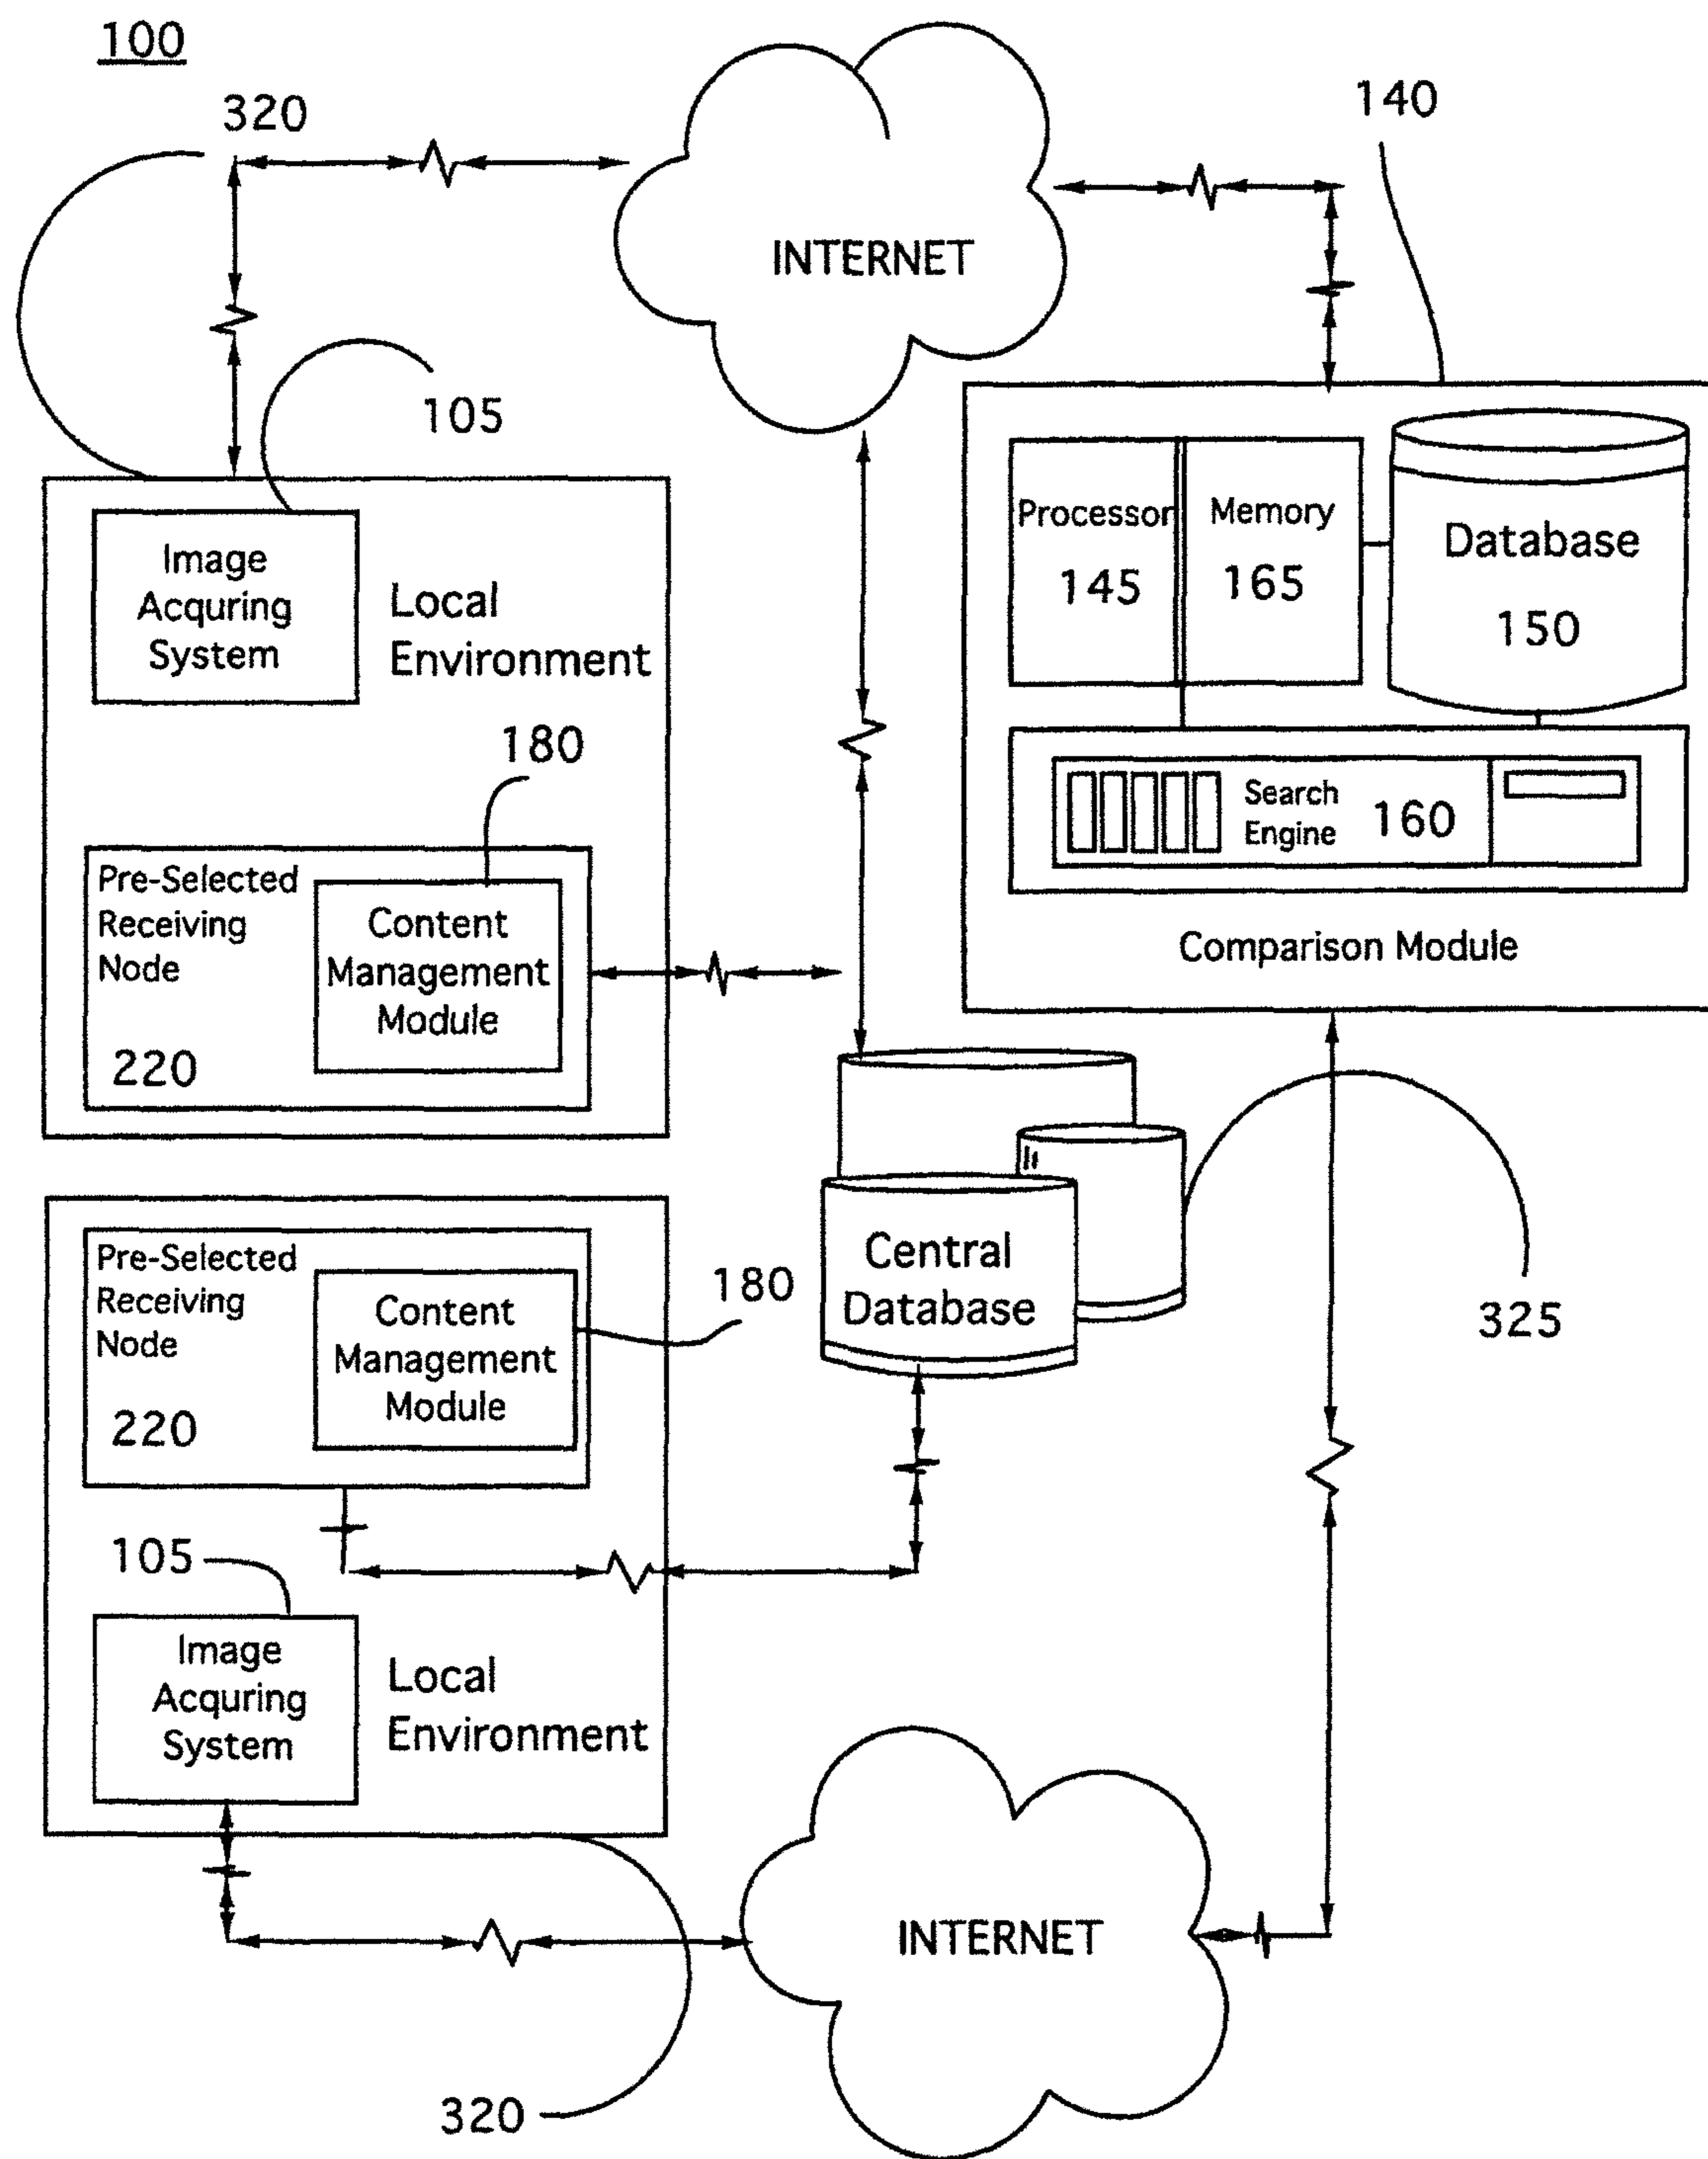 100
320
140
INTERNET
105
Image
Acquring
System
Local
Environment
Processor
145
Memory
165
Database
150
180
Search
Engine
160
Pre-Selected
Receiving
Node
220
Content
Management
Module
Comparison Module
Pre-Selected
Receiving
Node
220
Content
Management
Module
180
Central
Database
325
105
Image
Acquring
System
Local
Environment
INTERNET
320